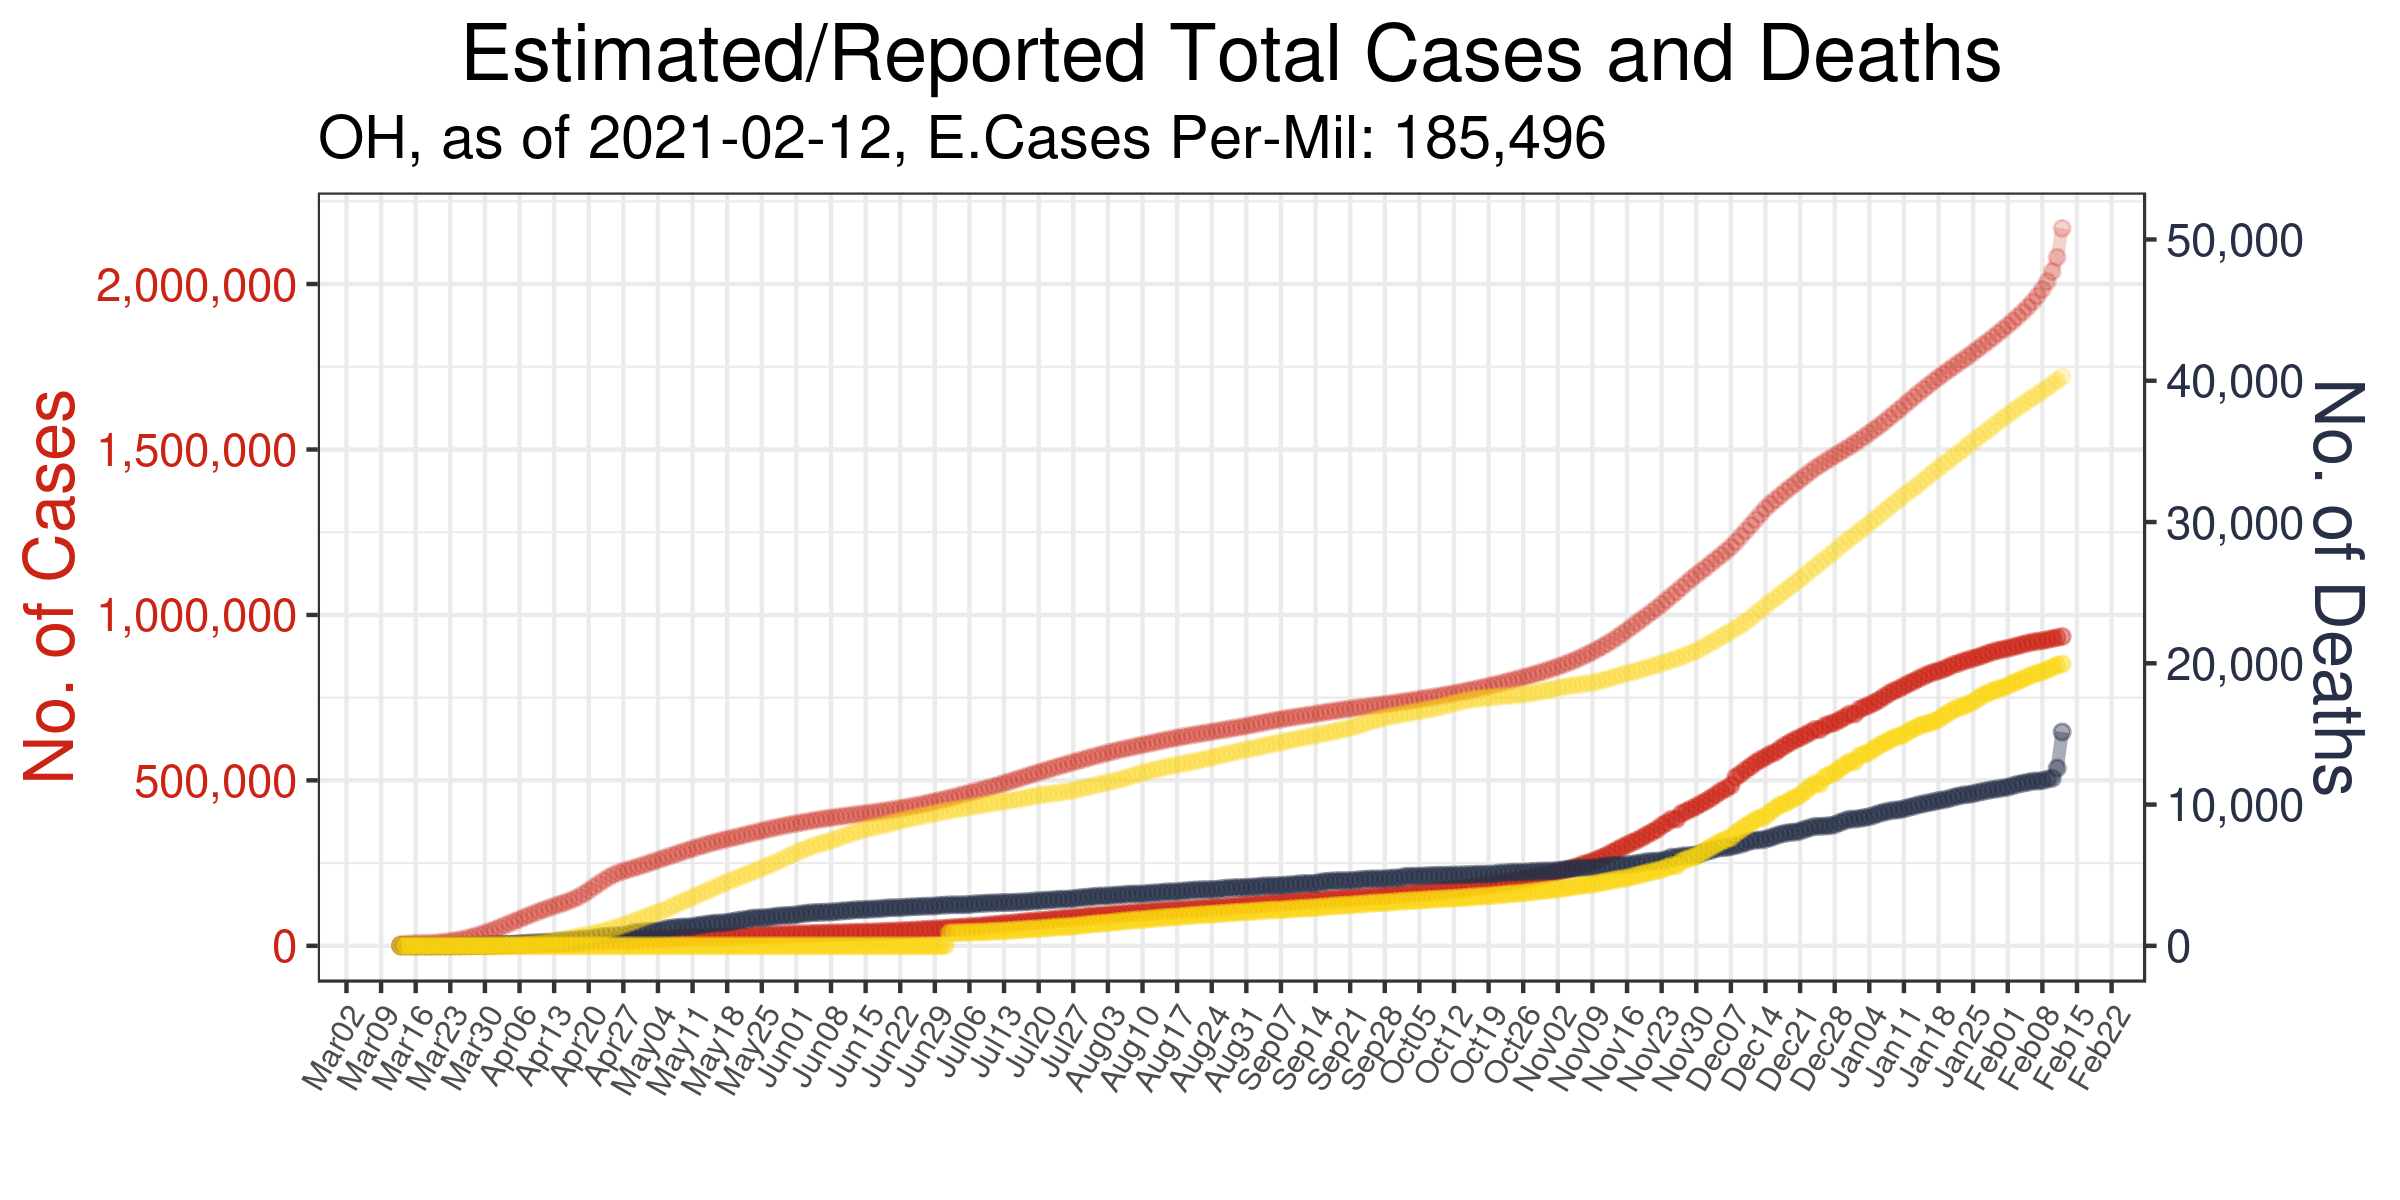 Estimated/Reported Total Cases and Deaths
OH, as of 2021-02-12, E.Cases Per-Mil: 185,496
No. of Cases
2,000,000
1,500,000
1,000,000
500,000
0
50,000
40,000
30,000
20,000
10,000
0
No. of Deaths
Mar02
Mar09
Mar16
Mar23
Mar30
Apr06
Apr13
Apr20
Apr27
May04
May11
May18
May25
Jun01
Jun08
Jun15
Jun22
Jun29
Jul06
Jul13
Jul20
Jul27
Aug03
Aug10
Aug17
Aug24
Aug31
Sep07
Sep14
Sep21
Sep28
Oct05
Oct12
Oct19
Oct26
Nov02
Nov09
Nov16
Nov23
Nov30
Dec07
Dec14
Dec21
Dec28
Jan04
Jan11
Jan18
Jan25
Feb01
Feb08
Feb15
Feb22